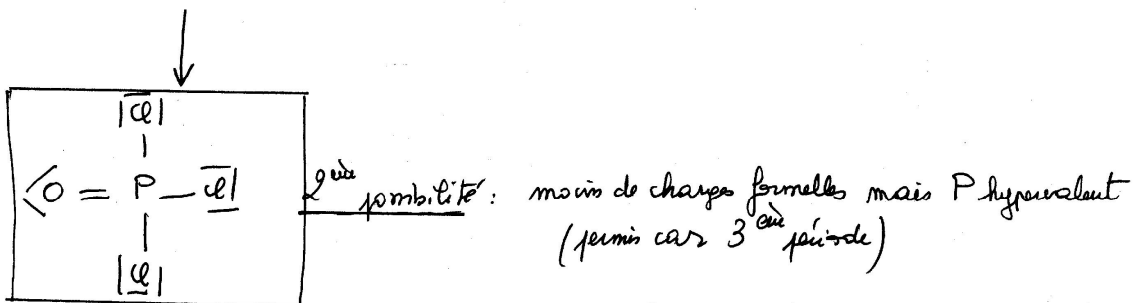 |Cl|
<O = P — Cl|
|Cl|
2ème possibilité : moins de charges formelles mais P hypervalent
(permis car 3ème période)